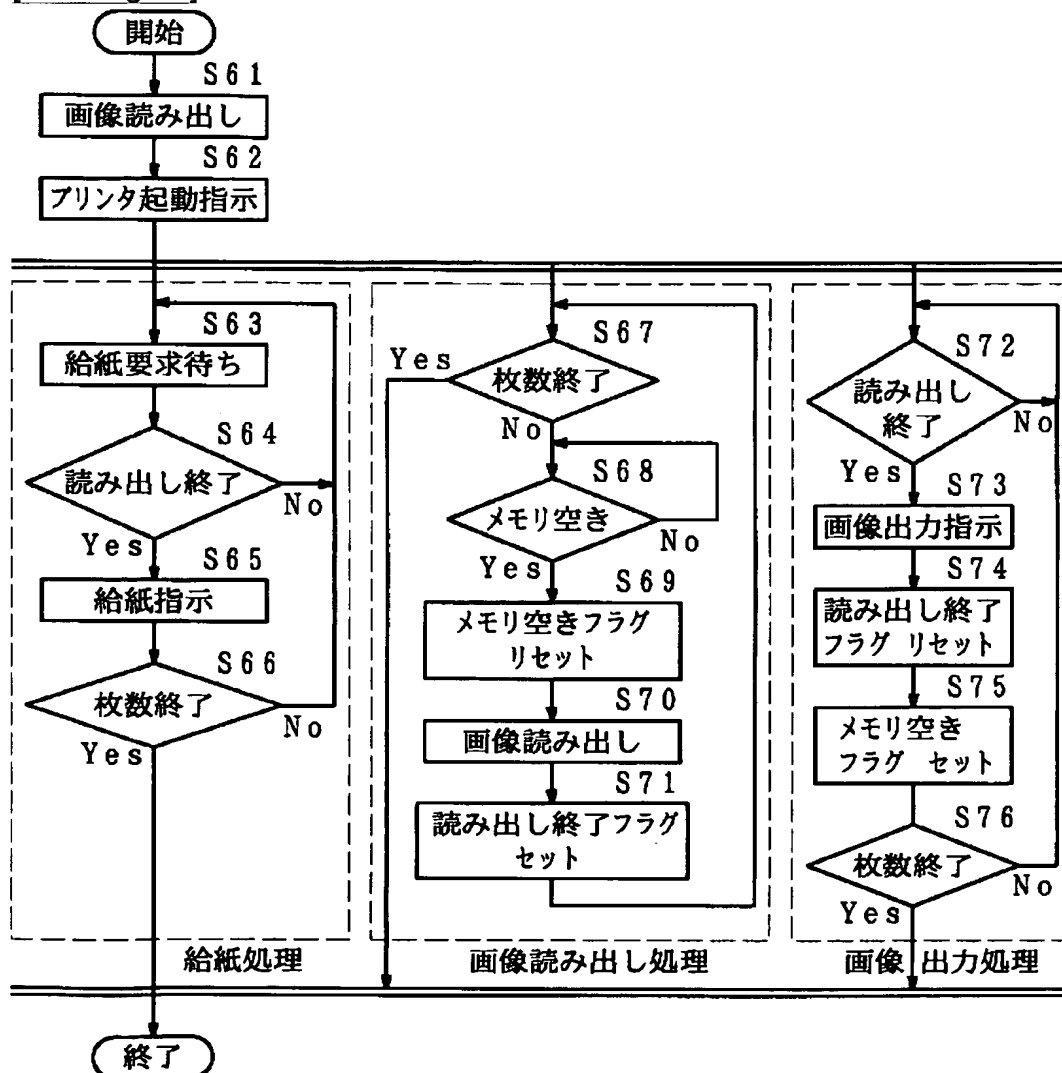 開始
S61
画像読み出し
S62
プリンタ起動指示
S63
給紙要求待ち
S64
読み出し終了
No
Yes
S65
給紙指示
S66
枚数終了
No
Yes
給紙処理
S67
Yes
枚数終了
No
S68
メモリ空き
No
Yes
S69
メモリ空きフラグ
リセット
S70
画像読み出し
S71
読み出し終了フラグ
セット
画像読み出し処理
S72
読み出し
終了
No
Yes
S73
画像出力指示
S74
読み出し終了
フラグ リセット
S75
メモリ空き
フラグ セット
S76
枚数終了
No
Yes
画像 出力処理
終了